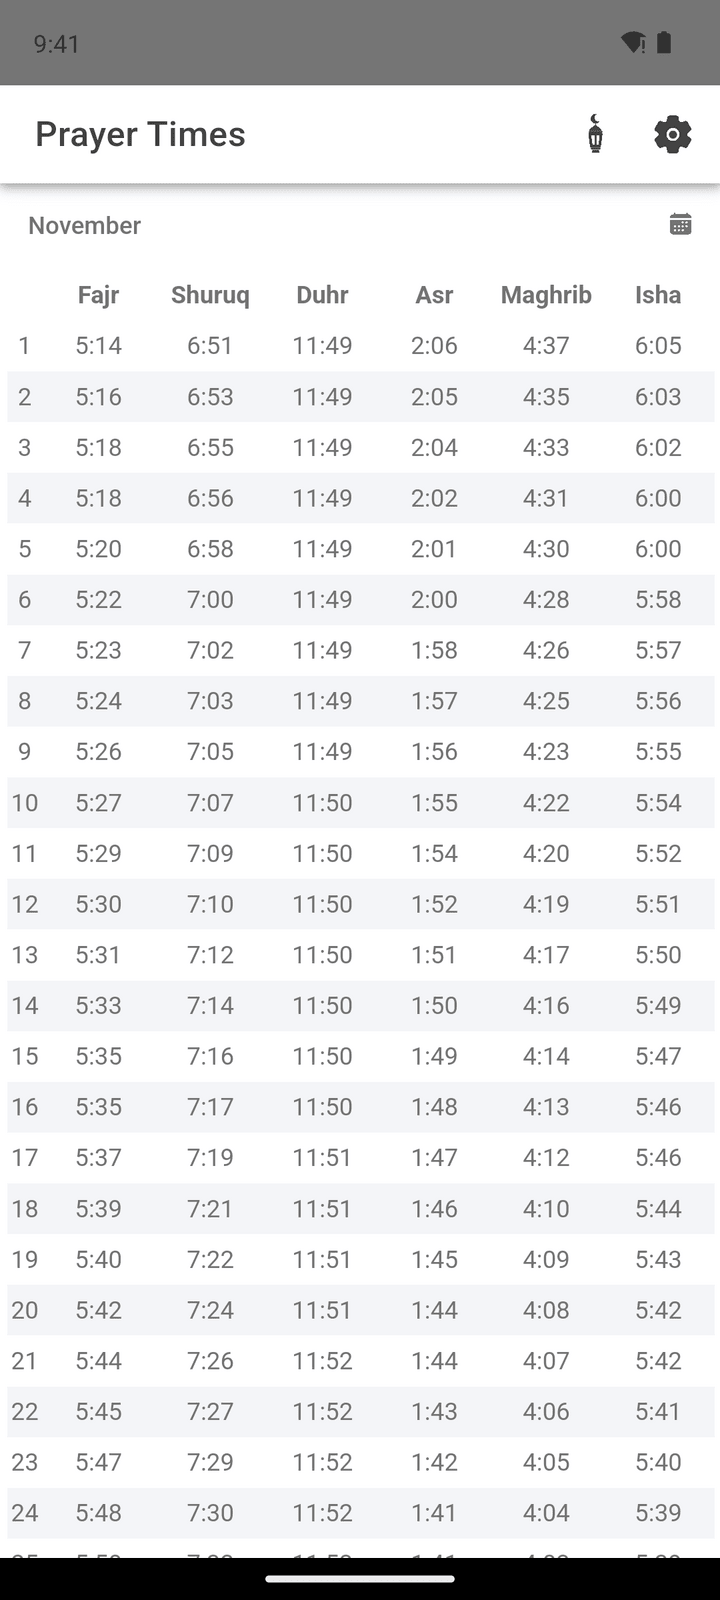 9:41
Prayer Times
November
Fajr Shuruq Duhr Asr Maghrib Isha
1 5:14 6:51 11:49 2:06 4:37 6:05
2 5:16 6:53 11:49 2:05 4:35 6:03
3 5:18 6:55 11:49 2:04 4:33 6:02
4 5:18 6:56 11:49 2:02 4:31 6:00
5 5:20 6:58 11:49 2:01 4:30 6:00
6 5:22 7:00 11:49 2:00 4:28 5:58
7 5:23 7:02 11:49 1:58 4:26 5:57
8 5:24 7:03 11:49 1:57 4:25 5:56
9 5:26 7:05 11:49 1:56 4:23 5:55
10 5:27 7:07 11:50 1:55 4:22 5:54
11 5:29 7:09 11:50 1:54 4:20 5:52
12 5:30 7:10 11:50 1:52 4:19 5:51
13 5:31 7:12 11:50 1:51 4:17 5:50
14 5:33 7:14 11:50 1:50 4:16 5:49
15 5:35 7:16 11:50 1:49 4:14 5:47
16 5:35 7:17 11:50 1:48 4:13 5:46
17 5:37 7:19 11:51 1:47 4:12 5:46
18 5:39 7:21 11:51 1:46 4:10 5:44
19 5:40 7:22 11:51 1:45 4:09 5:43
20 5:42 7:24 11:51 1:44 4:08 5:42
21 5:44 7:26 11:52 1:44 4:07 5:42
22 5:45 7:27 11:52 1:43 4:06 5:41
23 5:47 7:29 11:52 1:42 4:05 5:40
24 5:48 7:30 11:52 1:41 4:04 5:39